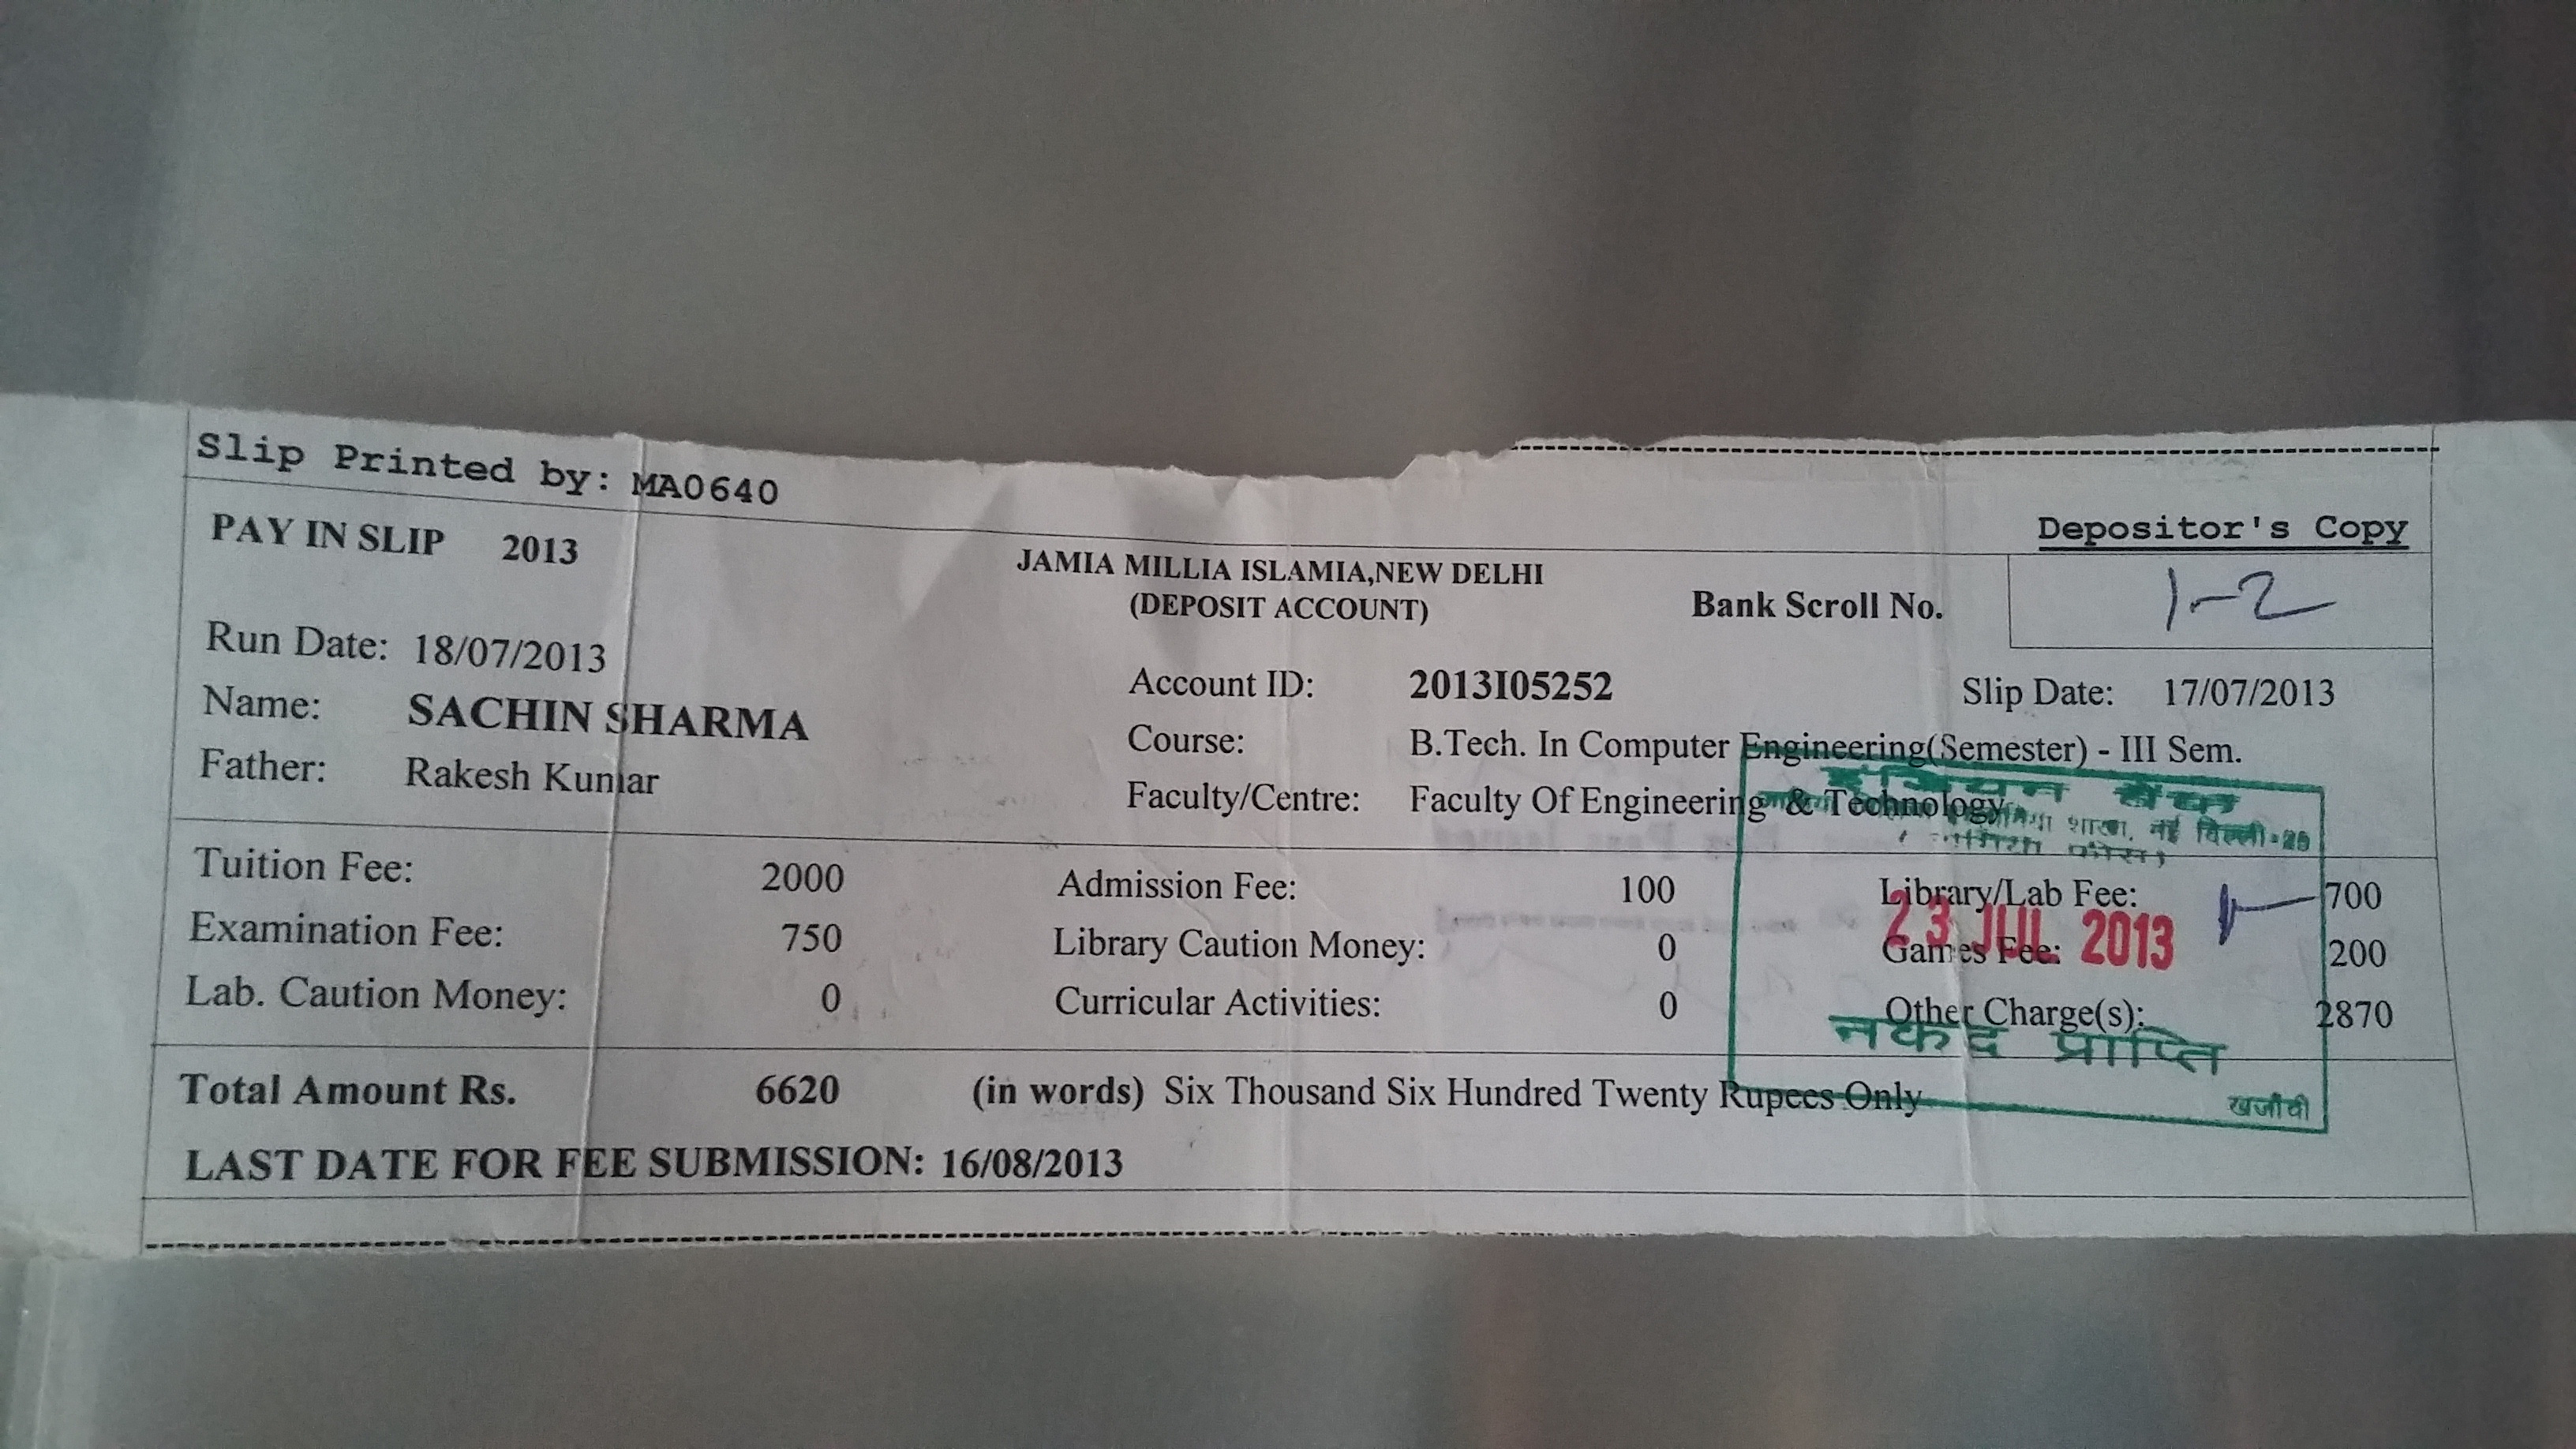 Slip Printed by: MA0640
Depositor's Copy
PAY IN SLIP 2013
JAMIA MILLIA ISLAMIA,NEW DELHI
(DEPOSIT ACCOUNT)
Bank Scroll No. 1-2
Run Date: 18/07/2013
Account ID: 2013I05252 Slip Date: 17/07/2013
Name: SACHIN SHARMA
Course: B.Tech. In Computer Engineering(Semester) - III Sem.
Father: Rakesh Kumar
Faculty/Centre: Faculty Of Engineering & Technology
इंडियन बैंक
शाखा, नई दिल्ली-25
Tuition Fee: 2000 Admission Fee: 100 Library/Lab Fee: 700
23 JUL 2013
Examination Fee: 750 Library Caution Money: 0 Games Fee: 200
Lab. Caution Money: 0 Curricular Activities: 0 Other Charge(s): 2870
नकद प्राप्ति
Total Amount Rs. 6620 (in words) Six Thousand Six Hundred Twenty Rupees Only
खजांची
LAST DATE FOR FEE SUBMISSION: 16/08/2013